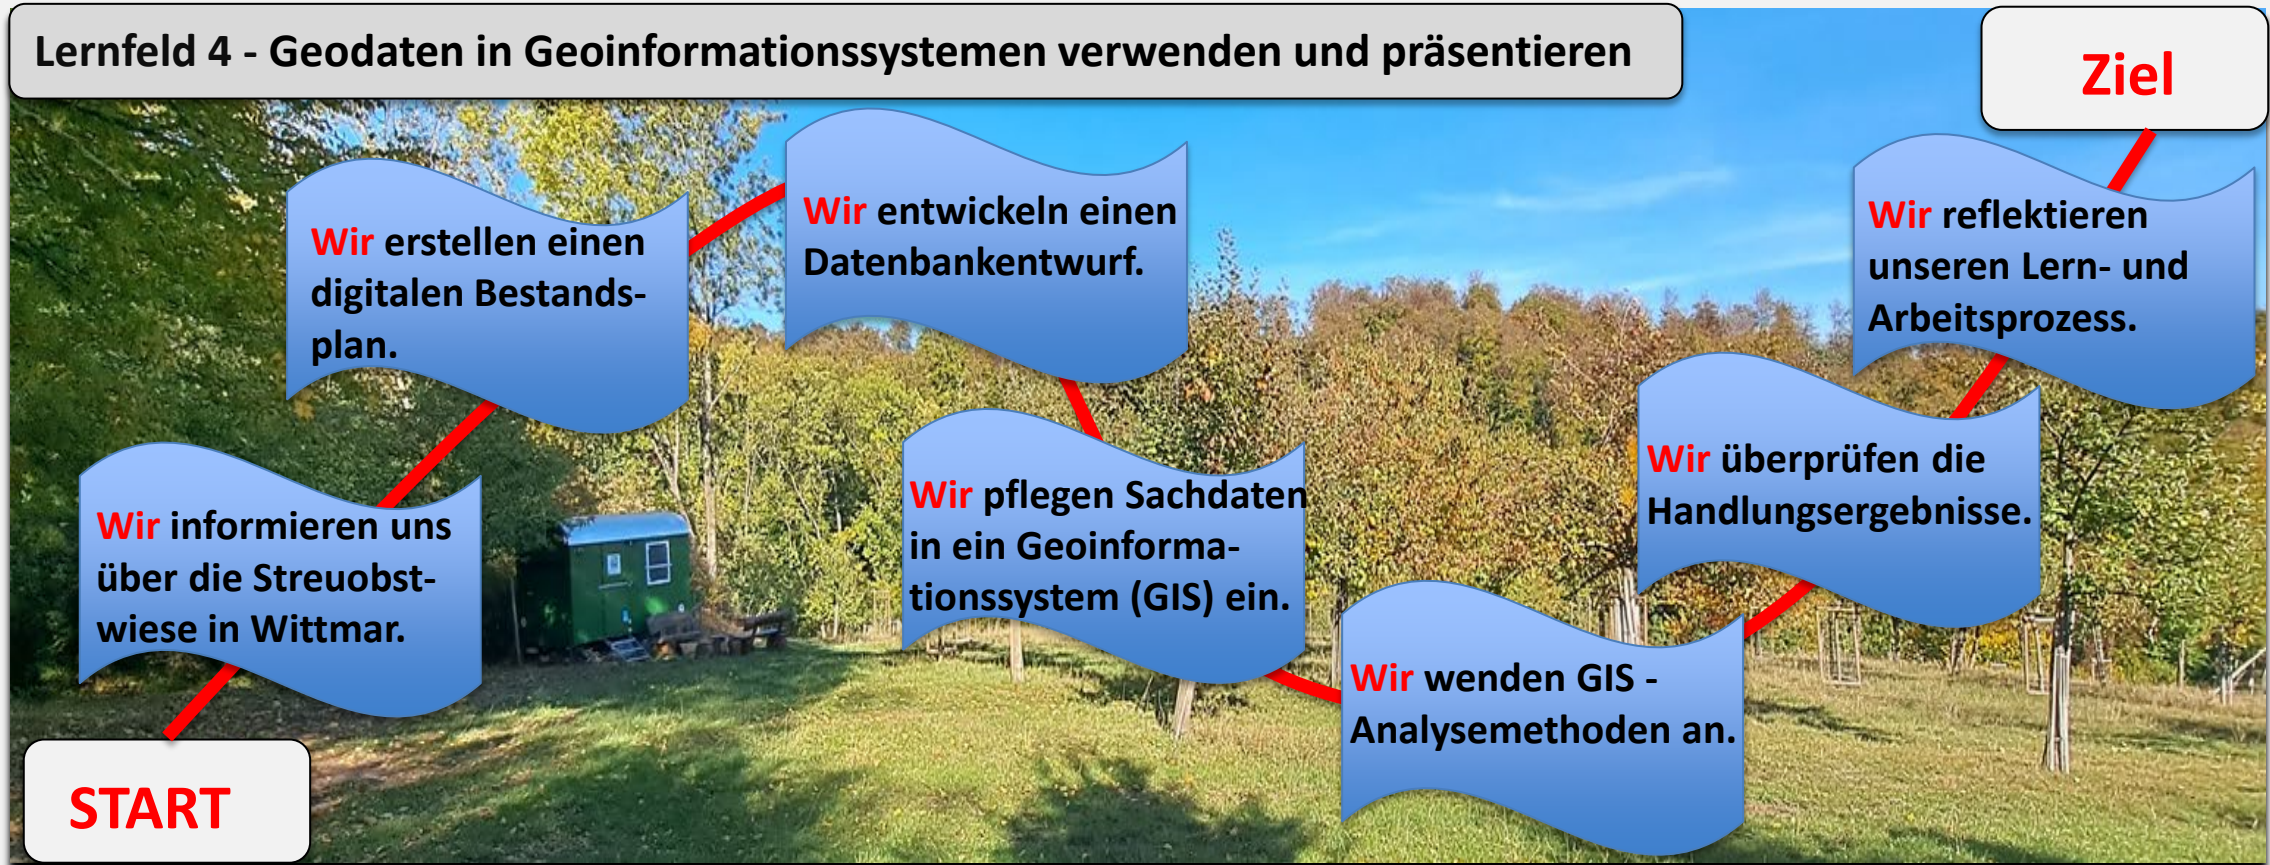 Lernfeld 4 - Geodaten in Geoinformationssystemen verwenden und präsentieren
START
Wir informieren uns
über die Streuobst-
wiese in Wittmar.
Wir erstellen einen
digitalen Bestands-
plan.
Wir entwickeln einen
Datenbankentwurf.
Wir pflegen Sachdaten
in ein Geoinforma-
tionssystem (GIS) ein.
Wir wenden GIS -
Analysemethoden an.
Wir überprüfen die
Handlungsergebnisse.
Wir reflektieren
unseren Lern- und
Arbeitsprozess.
Ziel